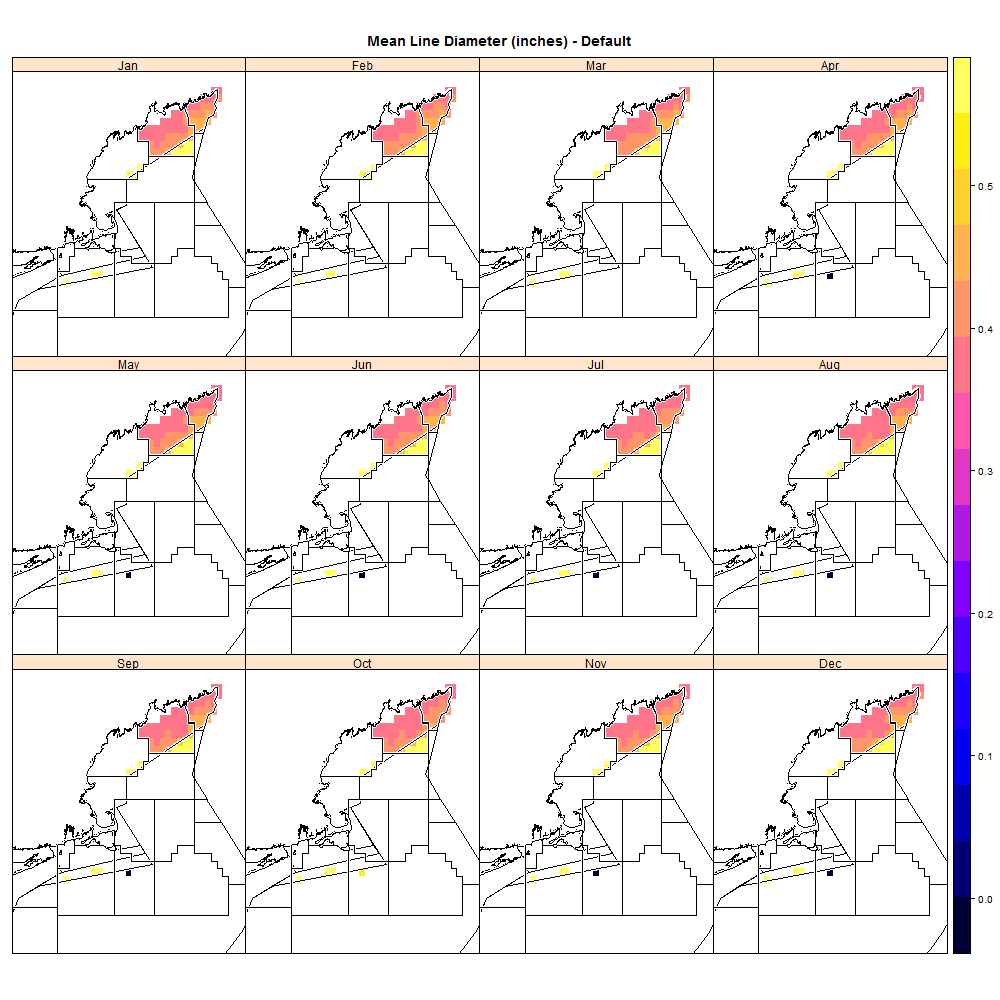 Mean Line Diameter (inches) - Default
Jan
Feb
Mar
Apr
May
Jun
Jul
Aug
Sep
Oct
Nov
Dec
0.5
0.4
0.3
0.2
0.1
0.0